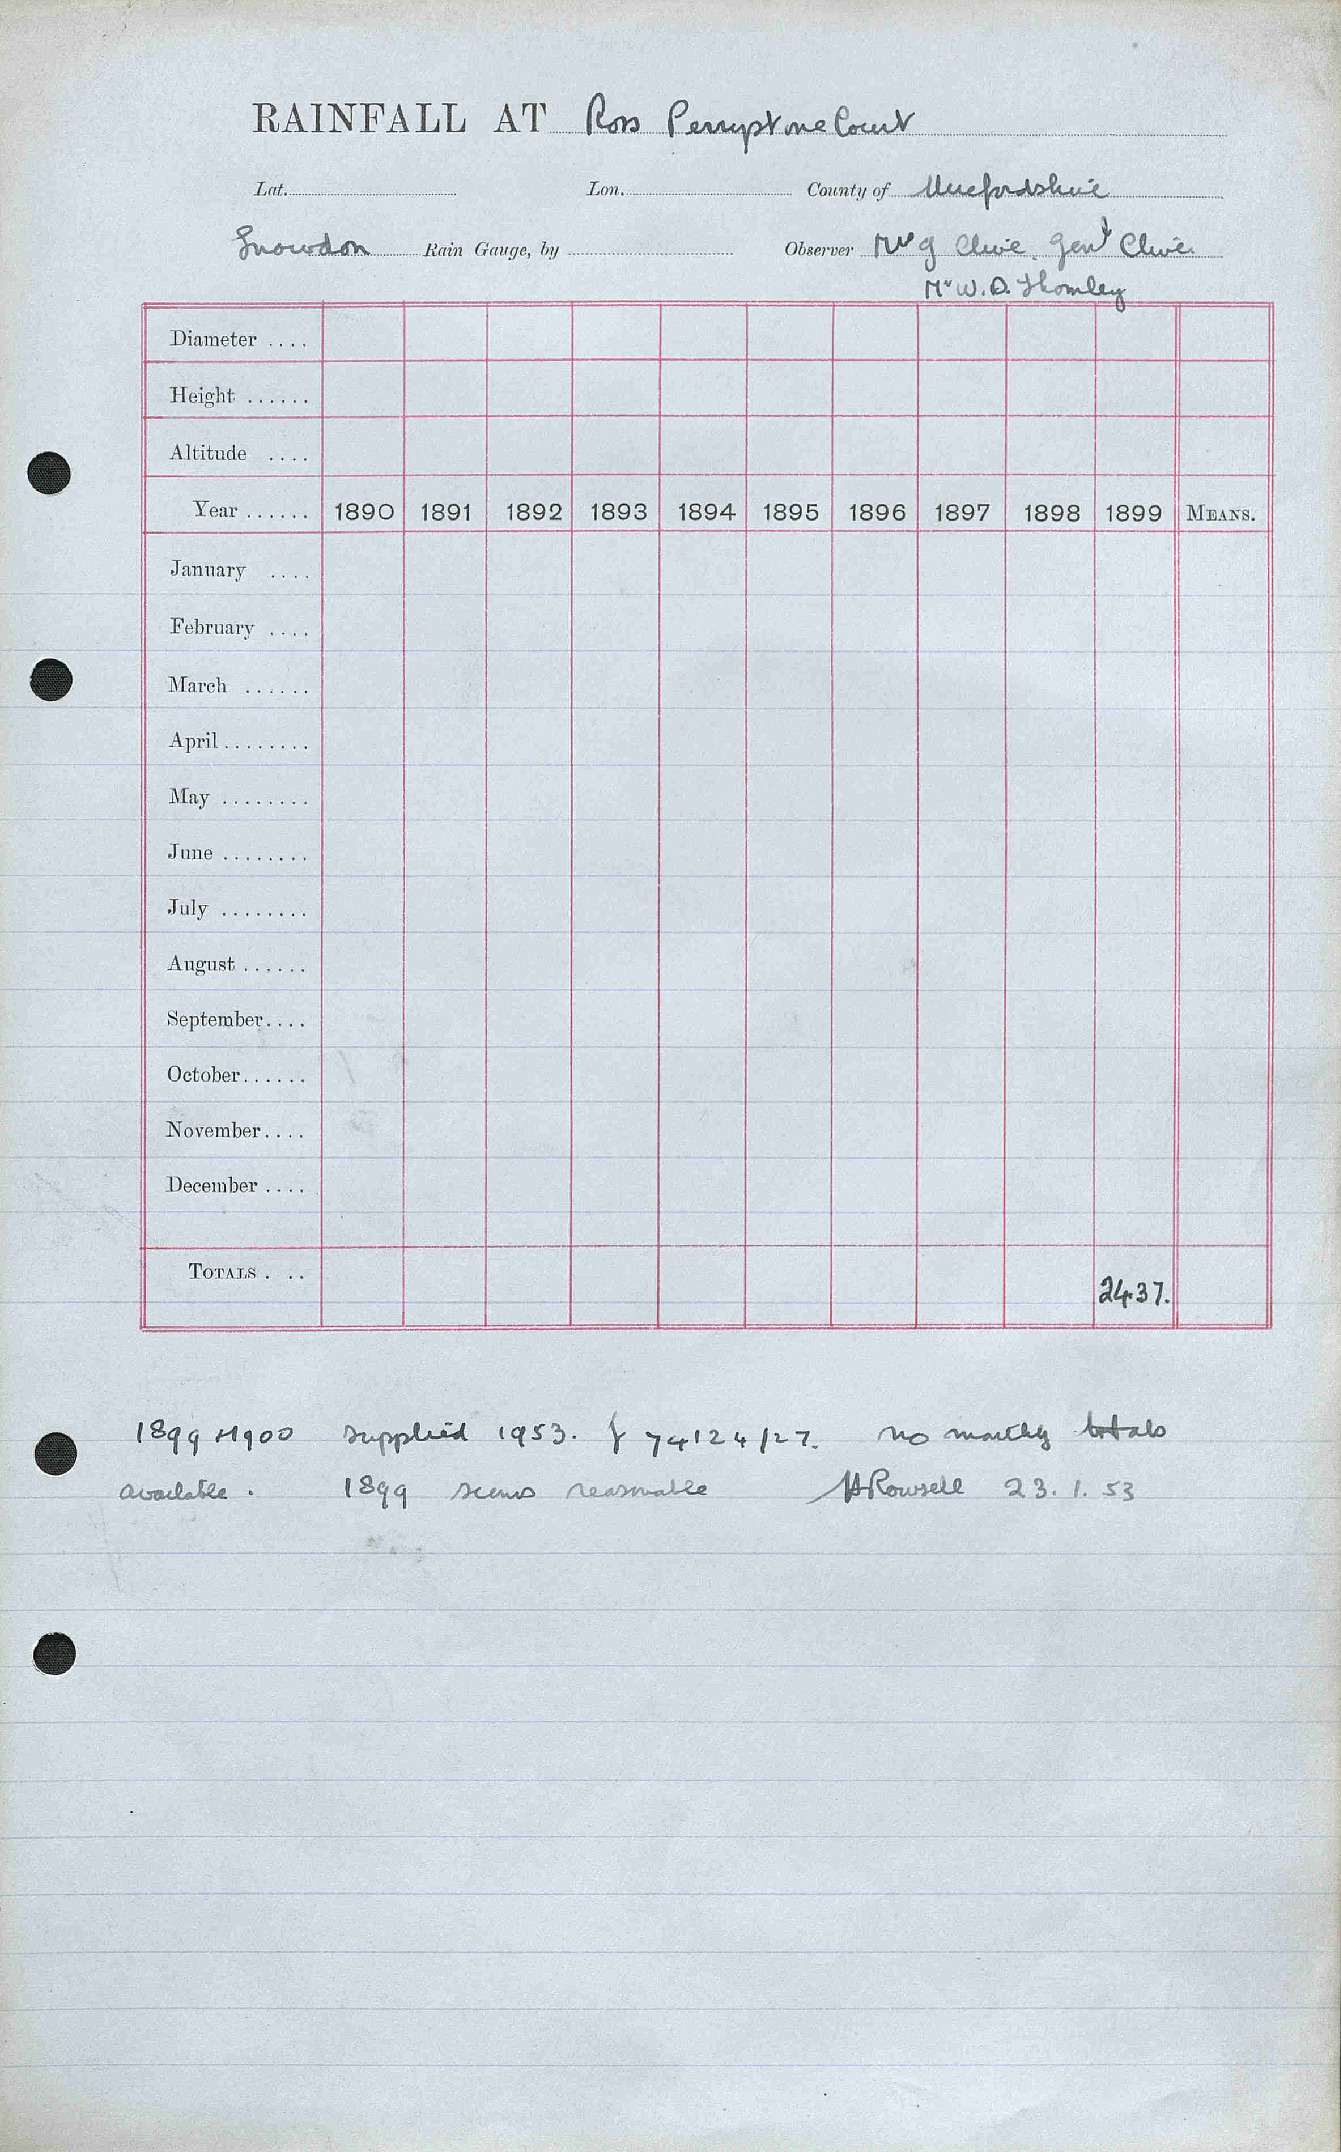 RAINFALL AT Ross Perrystone Court
Lat. Lon. County of Herefordshire
Snowdon Rain Gauge, by Observer Mrs G Clive. Genl Clive.
Mr W.D. Thomley
Diameter ....
Height ......
Altitude ....
Year ...... 1890 1891 1892 1893 1894 1895 1896 1897 1898 1899 MEANS.
January ....
February ....
March ......
April ........
May ........
June ........
July ........
August ......
September....
October......
November....
December ....
TOTALS . .. 24.37.
1899 1900 supplied 1953. 74124/27. no monthly totals
available. 1899 seems reasonable HRowsell 23.1.53